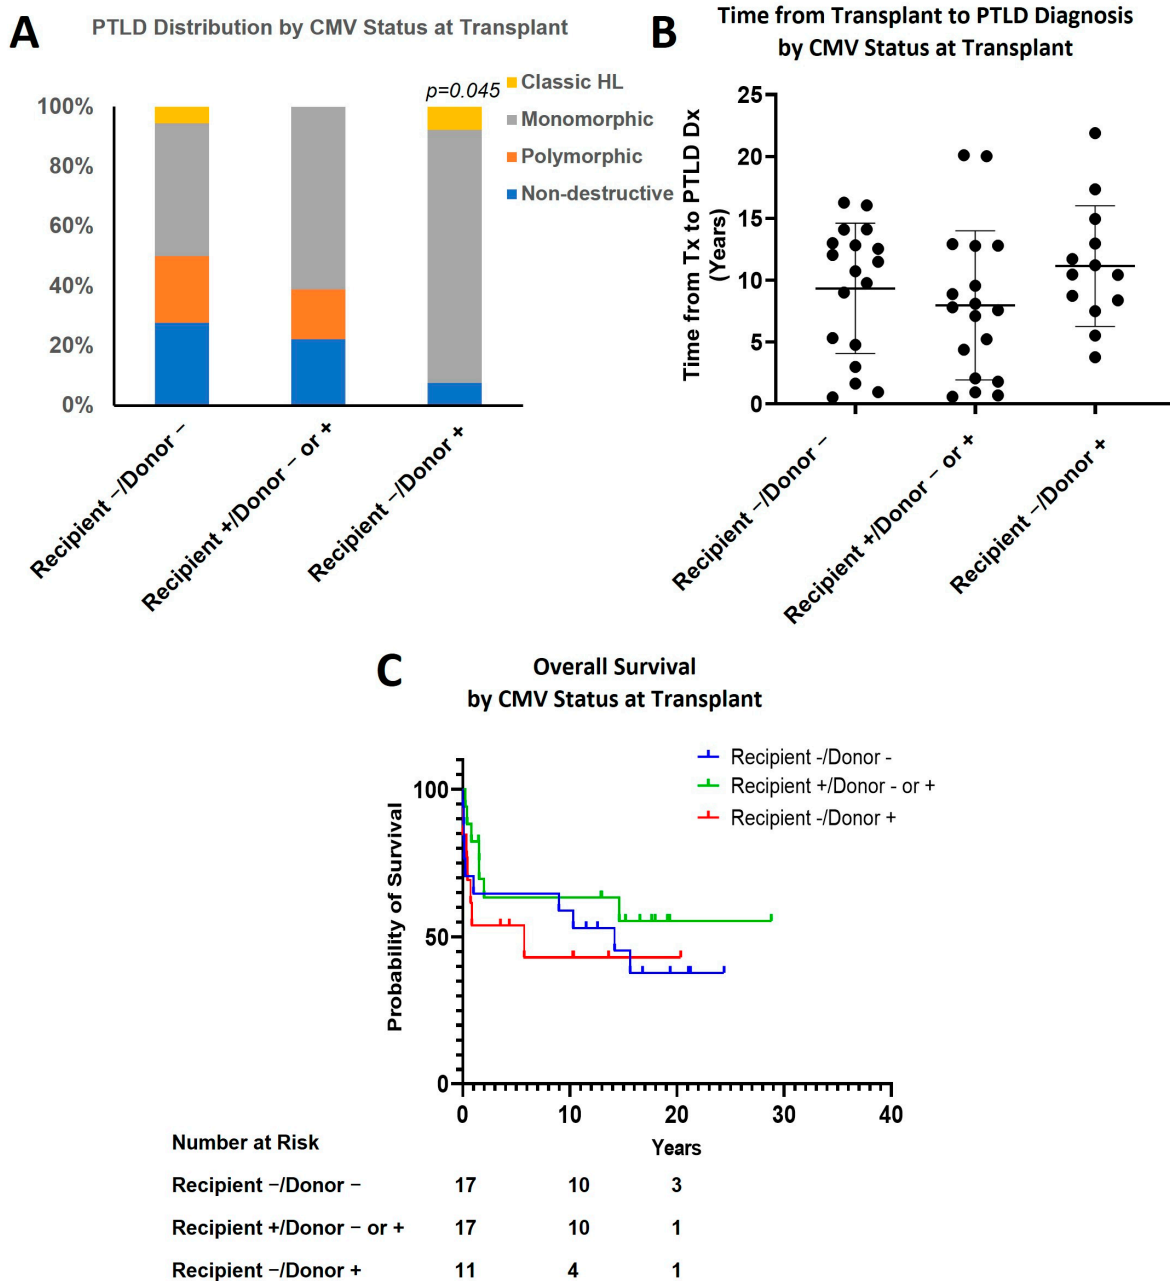 A
PTLD Distribution by CMV Status at Transplant
p=0.045
Classic HL
Monomorphic
Polymorphic
Non-destructive
100%
80%
60%
40%
20%
0%
Recipient −/Donor −
Recipient +/Donor − or +
Recipient −/Donor +
B
Time from Transplant to PTLD Diagnosis
by CMV Status at Transplant
Time from Tx to PTLD Dx
(Years)
25
20
15
10
5
0
Recipient −/Donor −
Recipient +/Donor − or +
Recipient −/Donor +
C
Overall Survival
by CMV Status at Transplant
Recipient -/Donor -
Recipient +/Donor - or +
Recipient -/Donor +
Probability of Survival
100
50
0
0 10 20 30 40
Years
Number at Risk
Recipient −/Donor − 17 10 3
Recipient +/Donor − or + 17 10 1
Recipient −/Donor + 11 4 1